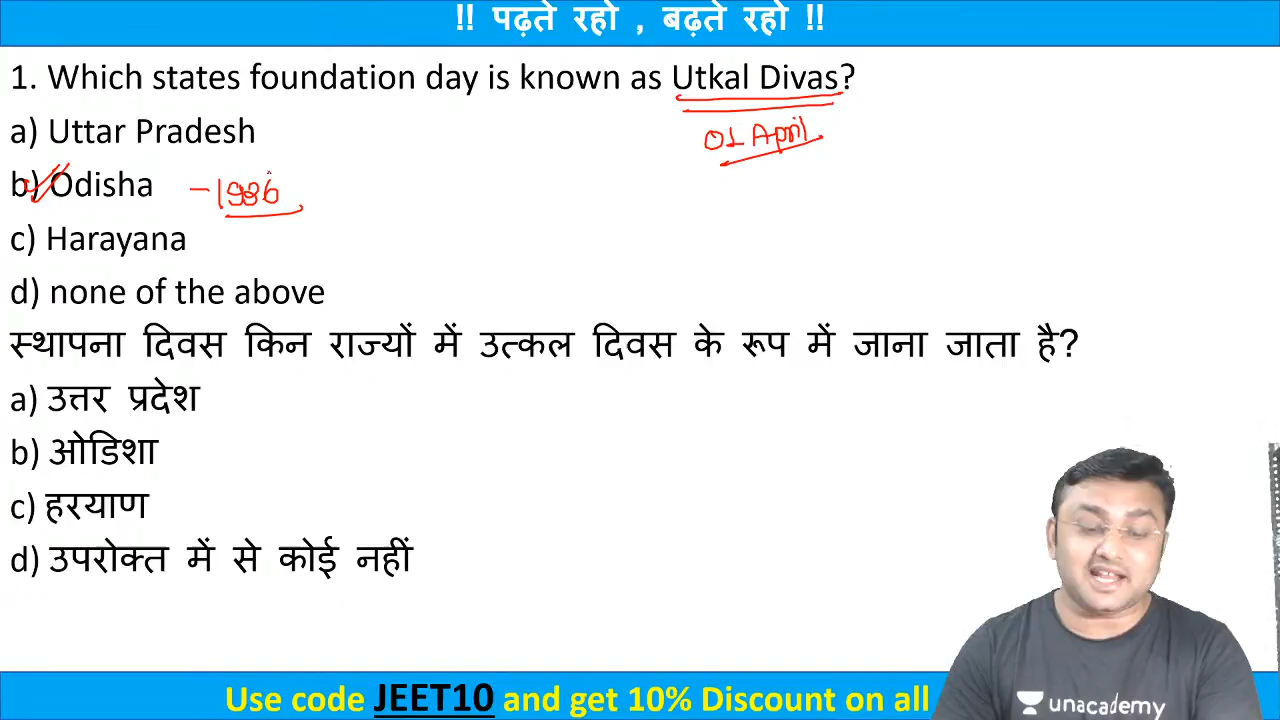 !! पढ़ते रहो , बढ़ते रहो !!
1. Which states foundation day is known as Utkal Divas?
01 April
a) Uttar Pradesh
b) Odisha - 1936
c) Harayana
d) none of the above
स्थापना दिवस किन राज्यों में उत्कल दिवस के रूप में जाना जाता है?
a) उत्तर प्रदेश
b) ओडिशा
c) हरयाण
d) उपरोक्त में से कोई नहीं
Use code JEET10 and get 10% Discount on all
unacademy